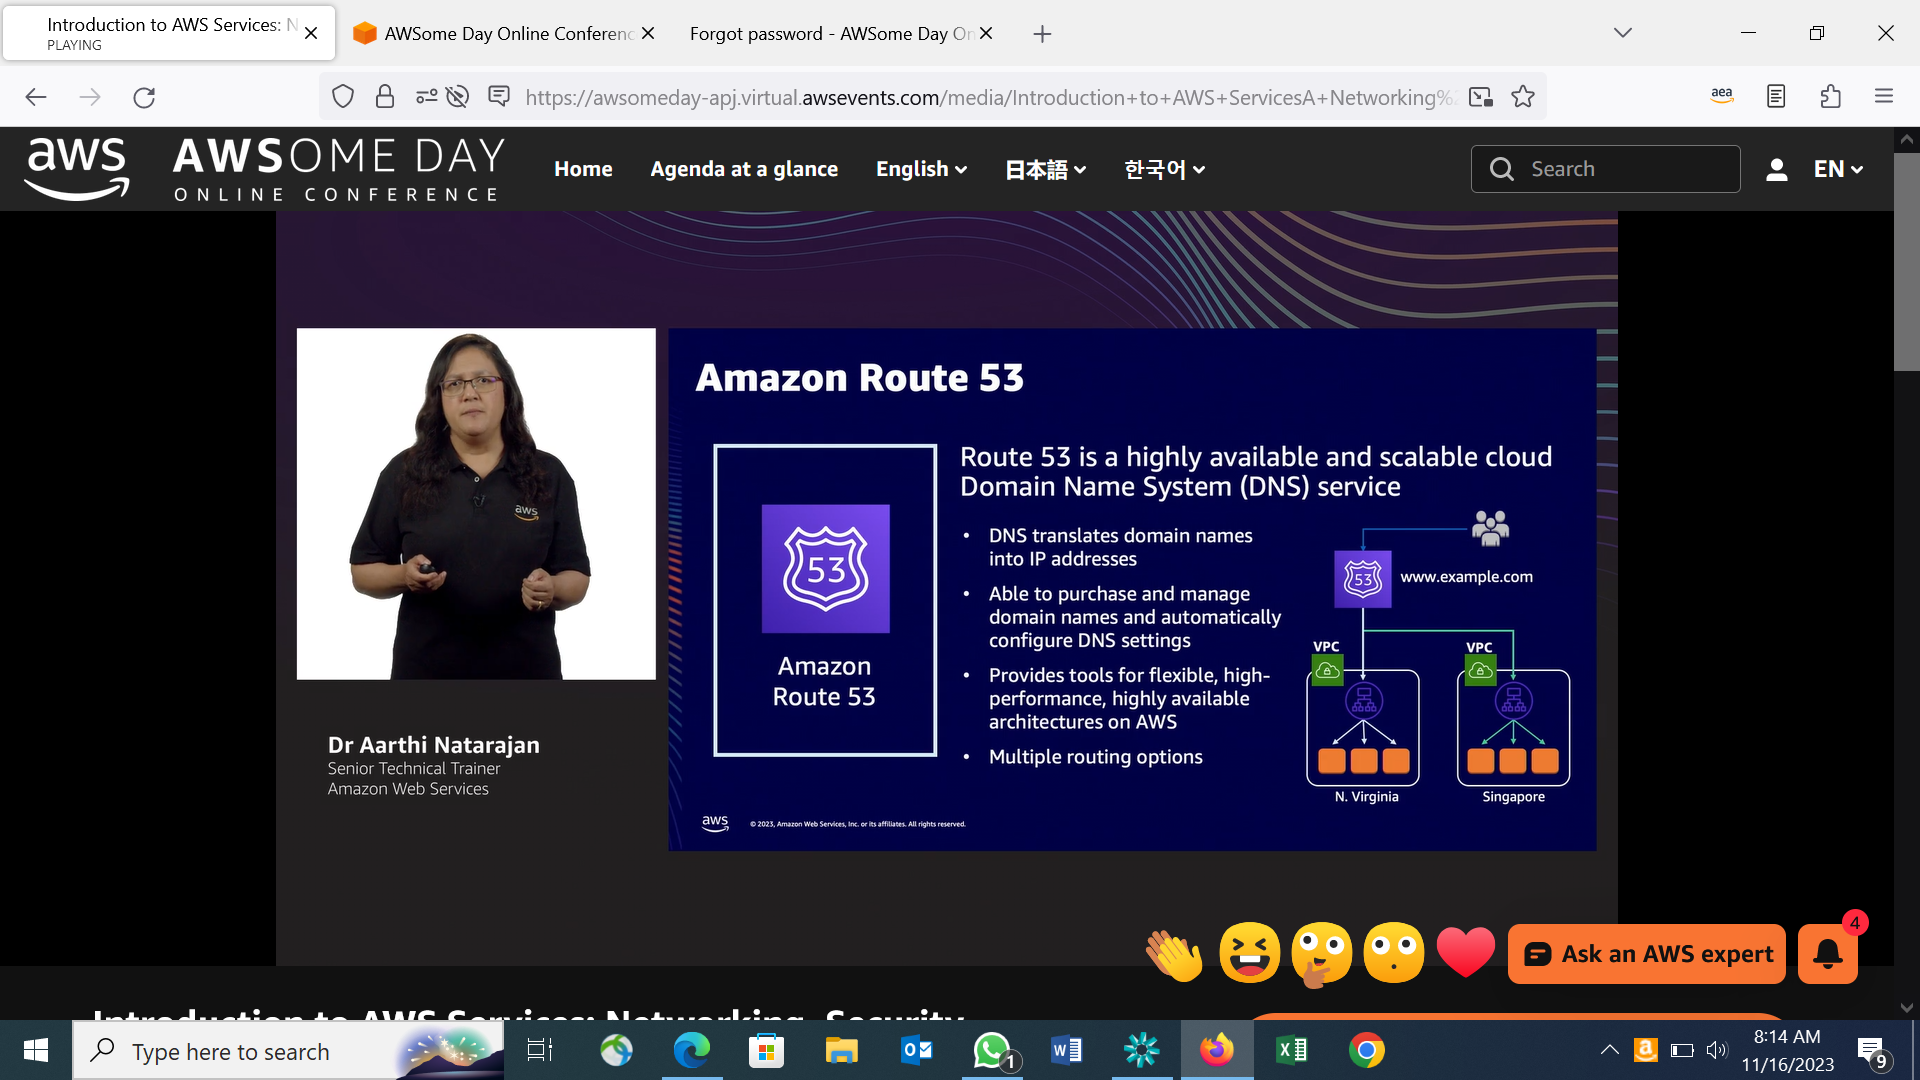 Introduction to AWS Services: N
PLAYING
AWSome Day Online Conferenc
Forgot password - AWSome Day On
https://awsomeday-apj.virtual.awsevents.com/media/Introduction+to+AWS+ServicesA+Networking%2
aea
aws
AWSOME DAY
ONLINE CONFERENCE
Home
Agenda at a glance
English
日本語
한국어
Search
EN
Amazon Route 53
53
Amazon
Route 53
Route 53 is a highly available and scalable cloud
Domain Name System (DNS) service
• DNS translates domain names
into IP addresses
• Able to purchase and manage
domain names and automatically
configure DNS settings
• Provides tools for flexible, high-
performance, highly available
architectures on AWS
• Multiple routing options
53
www.example.com
VPC
VPC
N. Virginia
Singapore
aws
Dr Aarthi Natarajan
Senior Technical Trainer
Amazon Web Services
aws
© 2023, Amazon Web Services, Inc. or its affiliates. All rights reserved.
Ask an AWS expert
4
Introduction to AWS Services: Networking, Security
Type here to search
1
8:14 AM
11/16/2023
9